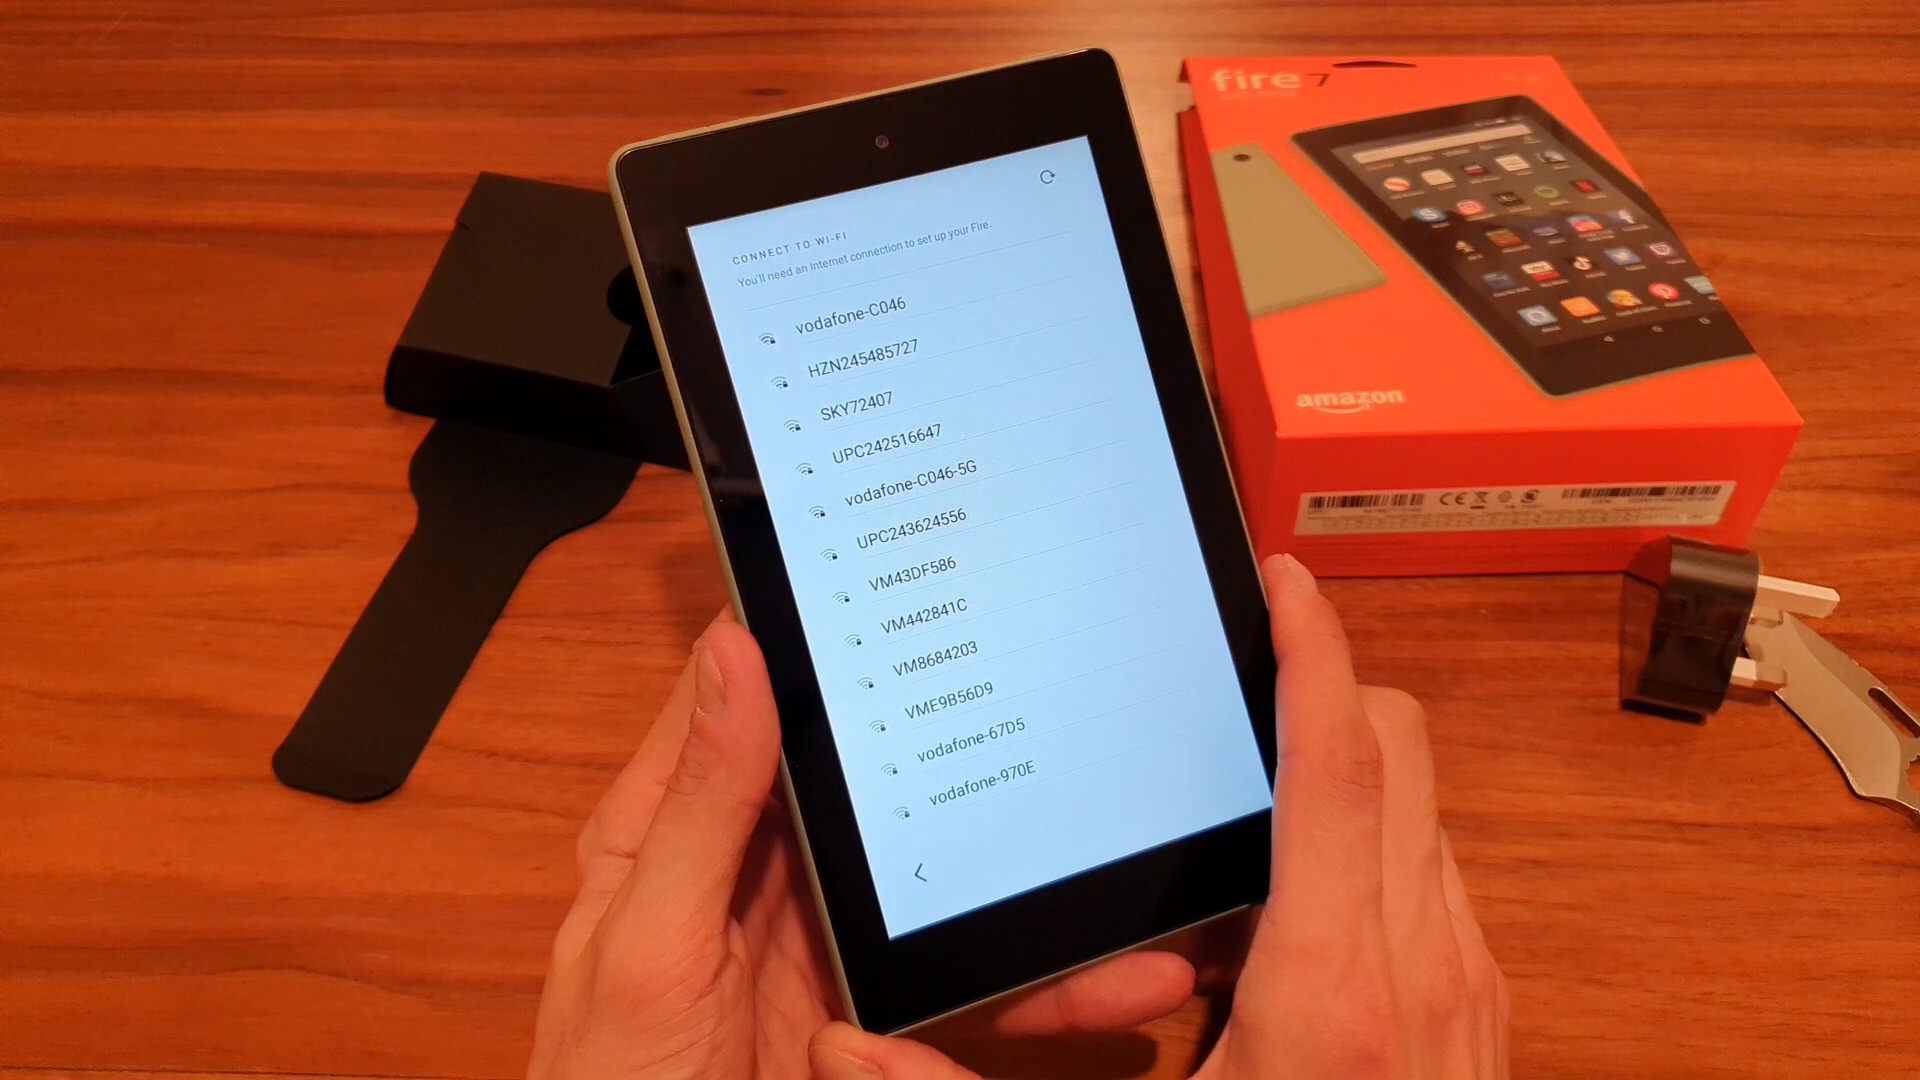 CONNECT TO WI-FI
You'll need an Internet connection to set up your Fire.
vodafone-C046
HZN245485727
SKY72407
UPC242516647
vodafone-C046-5G
UPC243624556
VM43DF586
VM442841C
VM8684203
VME9B56D9
vodafone-67D5
vodafone-970E
fire 7
amazon
CE